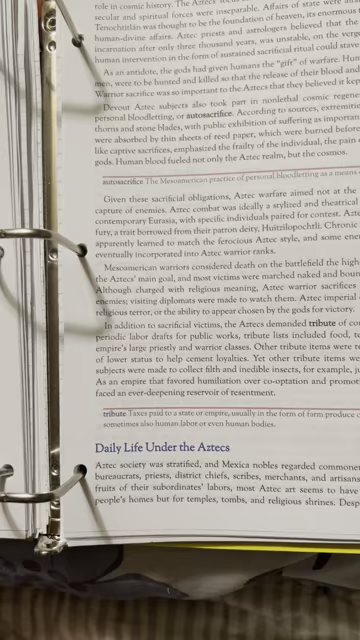 role in cosmic history. The Aztecs
secular and spiritual forces were inseparable. Affairs of state were
Tenochtitlán was thought to be the foundation of heaven, its enormous
human-divine affairs. Aztec priests and astrologers believed that the
incarnation after only three thousand years, was unstable, on the verge
human intervention in the form of sustained sacrificial ritual could stave
As an antidote, the gods had given humans the "gift" of warfare. Hum
men, were to be hunted and killed so that the release of their blood and
Warrior sacrifice was so important to the Aztecs that they believed it kept
Devout Aztec subjects also took part in nonlethal cosmic regene
personal bloodletting, or autosacrifice. According to sources, extremit
thorns and stone blades, with public exhibition of suffering as importan
were absorbed by thin sheets of reed paper, which were burned before
like captive sacrifices, emphasized the frailty of the individual, the pain
gods. Human blood fueled not only the Aztec realm, but the cosmos.
autosacrifice The Mesoamerican practice of personal bloodletting as a means
Given these sacrificial obligations, Aztec warfare aimed not at the
capture of enemies. Aztec combat was ideally a stylized and theatrical
contemporary Eurasia, with specific individuals paired for contest. Azte
fury, a trait borrowed from their patron deity, Huitzilopochtli. Chronic
apparently learned to match the ferocious Aztec style, and some ene
eventually incorporated into Aztec warrior ranks.
Mesoamerican warriors considered death on the battlefield the high
the Aztecs' main goal, and most victims were marched naked and boun
Although charged with religious meaning, Aztec warrior sacrifices
enemies; visiting diplomats were made to watch them. Aztec imperial
religious terror, or the ability to appear chosen by the gods for victory.
In addition to sacrificial victims, the Aztecs demanded tribute of co
periodic labor drafts for public works, tribute lists included food, t
empire's large priestly and warrior classes. Other tribute items were re
of lower status to help cement loyalties. Yet other tribute items we
subjects were made to collect filth and inedible insects, for example, ju
As an empire that favored humiliation over co-optation and promot
faced an ever-deepening reservoir of resentment.
tribute Taxes paid to a state or empire, usually in the form of farm produce o
sometimes also human labor or even human bodies.
Daily Life Under the Aztecs
Aztec society was stratified, and Mexica nobles regarded commone
bureaucrats, priests, district chiefs, scribes, merchants, and artisans
fruits of their subordinates' labors, most Aztec art seems to have
people's homes but for temples, tombs, and religious shrines. Desp